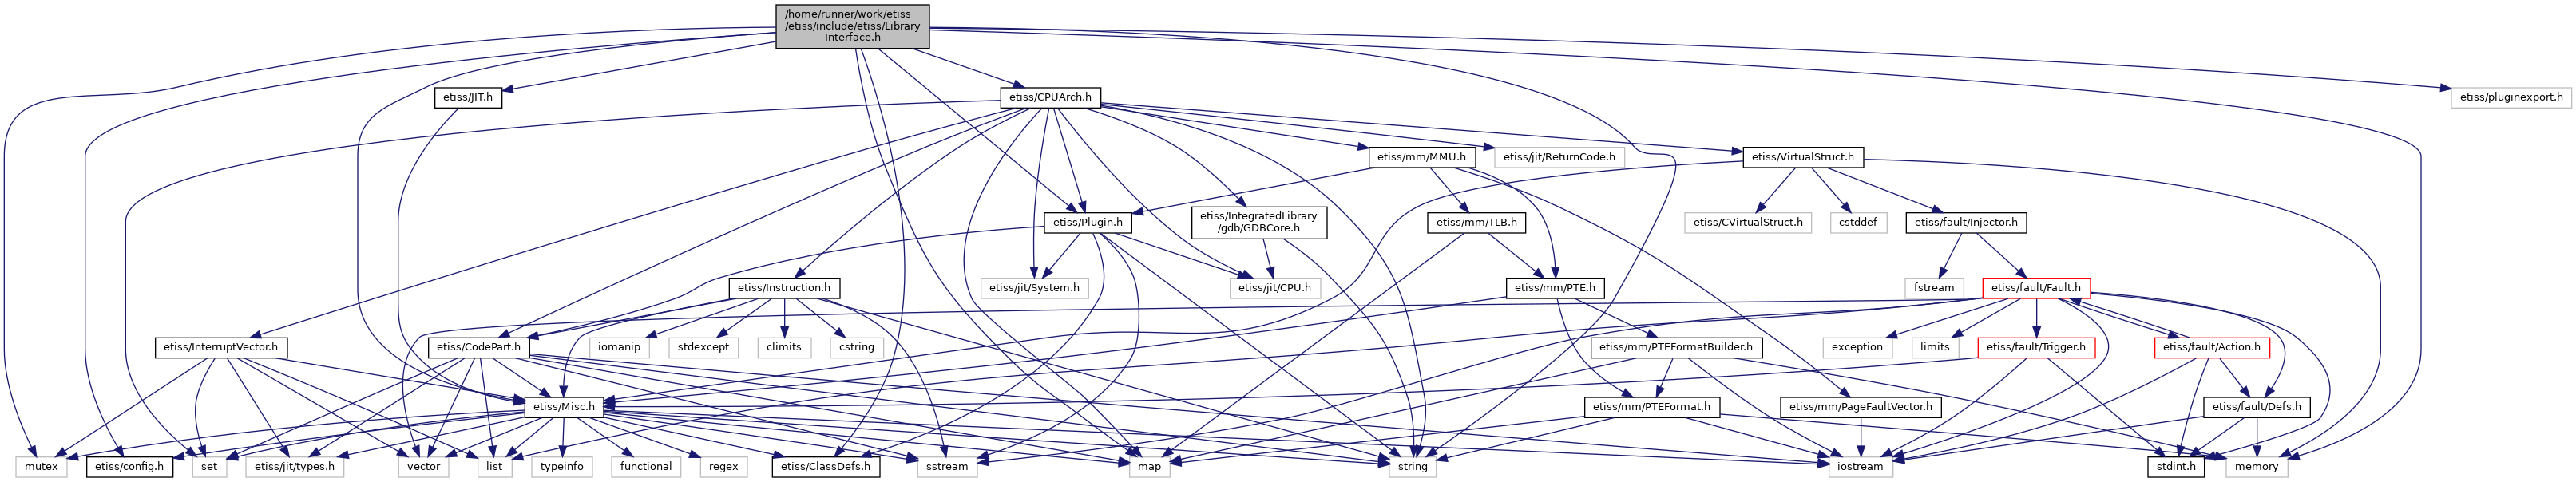 /home/runner/work/etiss
/etiss/include/etiss/Library
Interface.h
etiss/JIT.h
etiss/CPUArch.h
etiss/pluginexport.h
etiss/mm/MMU.h
etiss/jit/ReturnCode.h
etiss/VirtualStruct.h
etiss/Plugin.h
etiss/IntegratedLibrary
/gdb/GDBCore.h
etiss/mm/TLB.h
etiss/CVirtualStruct.h
cstddef
etiss/fault/Injector.h
etiss/Instruction.h
etiss/jit/System.h
etiss/jit/CPU.h
etiss/mm/PTE.h
fstream
etiss/fault/Fault.h
etiss/InterruptVector.h
etiss/CodePart.h
iomanip
stdexcept
climits
cstring
etiss/mm/PTEFormatBuilder.h
exception
limits
etiss/fault/Trigger.h
etiss/fault/Action.h
etiss/Misc.h
etiss/mm/PTEFormat.h
etiss/mm/PageFaultVector.h
etiss/fault/Defs.h
mutex
etiss/config.h
set
etiss/jit/types.h
vector
list
typeinfo
functional
regex
etiss/ClassDefs.h
sstream
map
string
iostream
stdint.h
memory